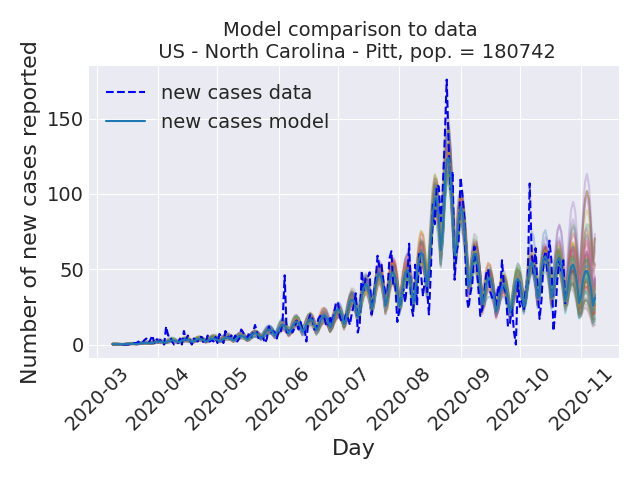 Model comparison to data
US - North Carolina - Pitt, pop. = 180742
Number of new cases reported
new cases data
new cases model
150
100
50
0
2020-03
2020-04
2020-05
2020-06
2020-07
2020-08
2020-09
2020-10
2020-11
Day